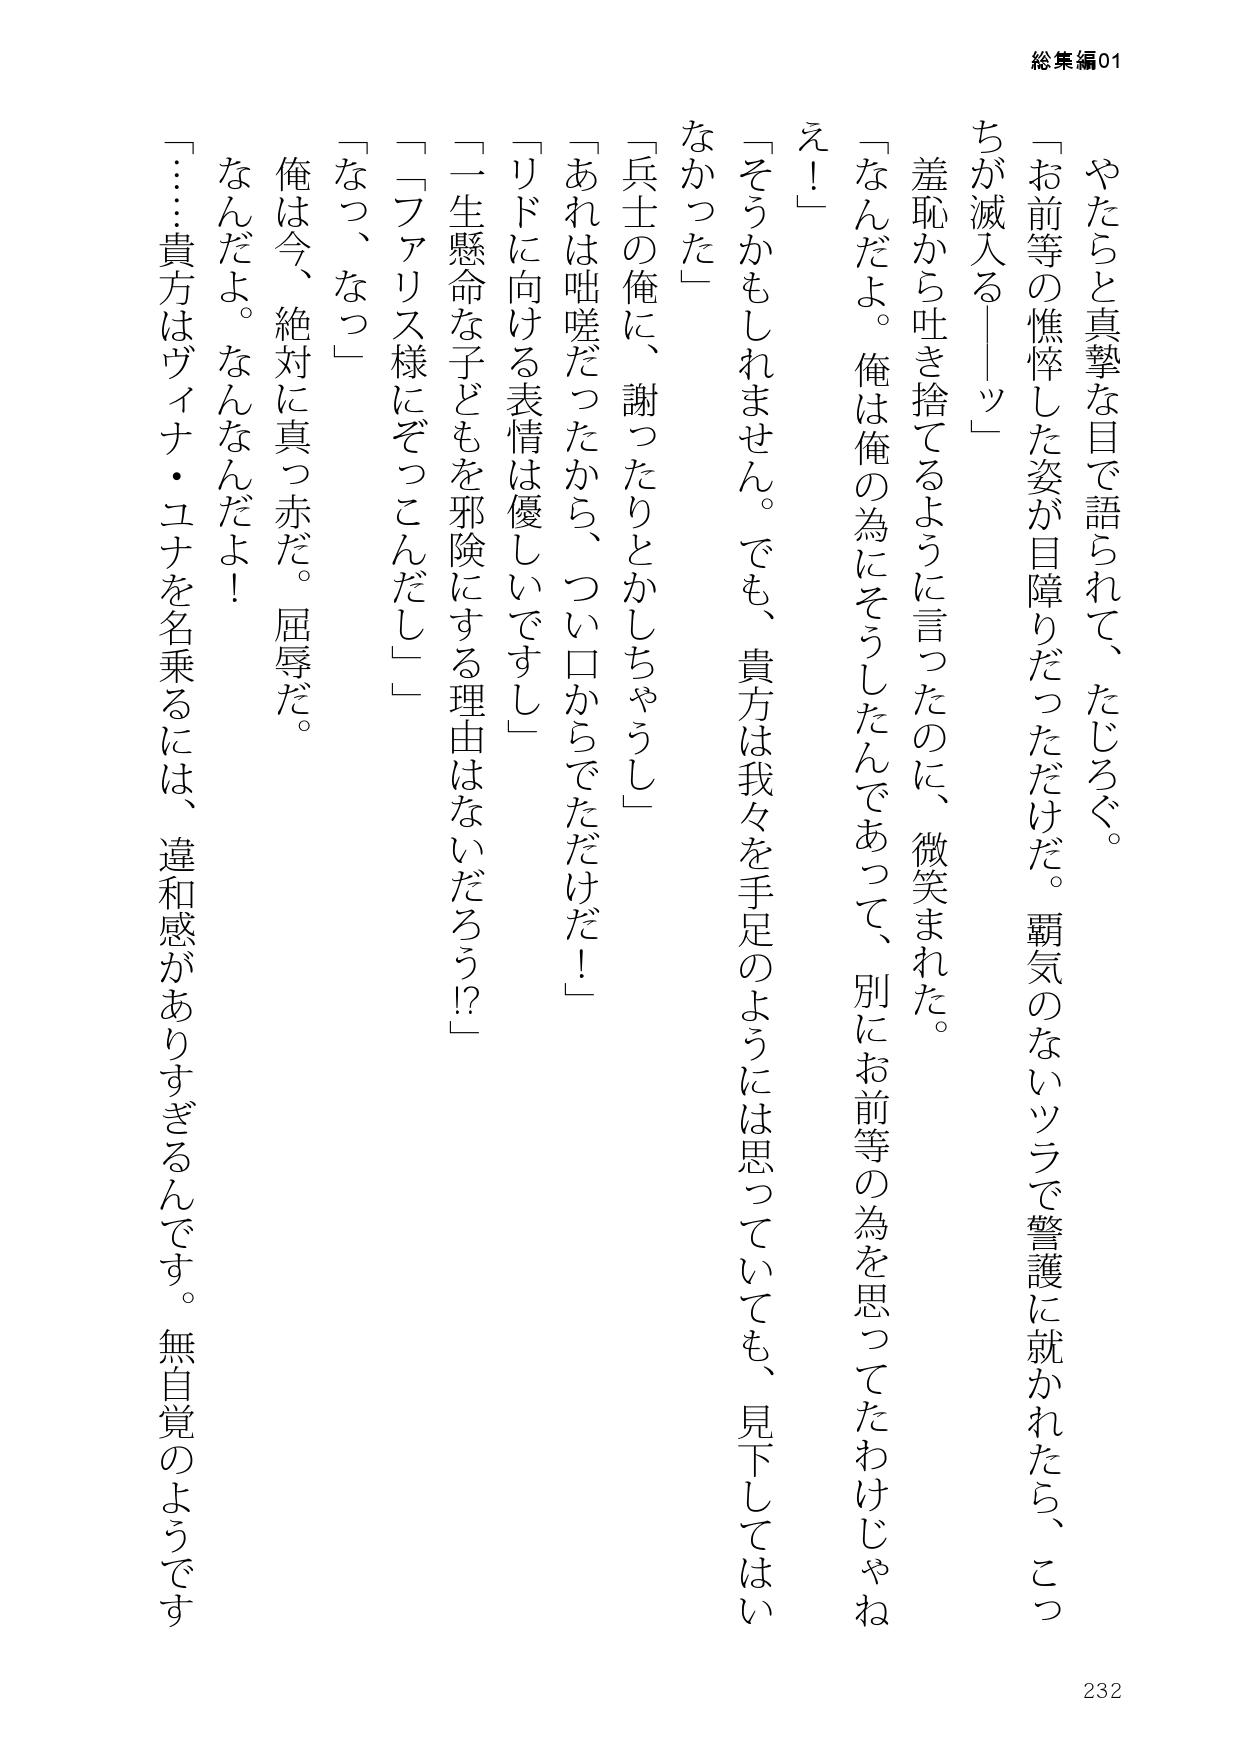 総集編01
やたらと真摯な目で語られて、たじろぐ。
「お前等の憔悴した姿が目障りだっただけだ。覇気のないツラで警護に就かれたら、こっ
ちが滅入る――ッ」
羞恥から吐き捨てるように言ったのに、微笑まれた。
「なんだよ。俺は俺の為にそうしたんであって、別にお前等の為を思ってたわけじゃね
え！」
「そうかもしれません。でも、貴方は我々を手足のようには思っていても、見下してはい
なかった」
「兵士の俺に、謝ったりとかしちゃうし」
「あれは咄嗟だったから、つい口からでただけだ！」
「リドに向ける表情は優しいですし」
「一生懸命な子どもを邪険にする理由はないだろう!?」
「「ファリス様にぞっこんだし」」
「なっ、なっ」
俺は今、絶対に真っ赤だ。屈辱だ。
なんだよ。なんなんだよ！
「……貴方はヴィナ・ユナを名乗るには、違和感がありすぎるんです。無自覚のようです
232